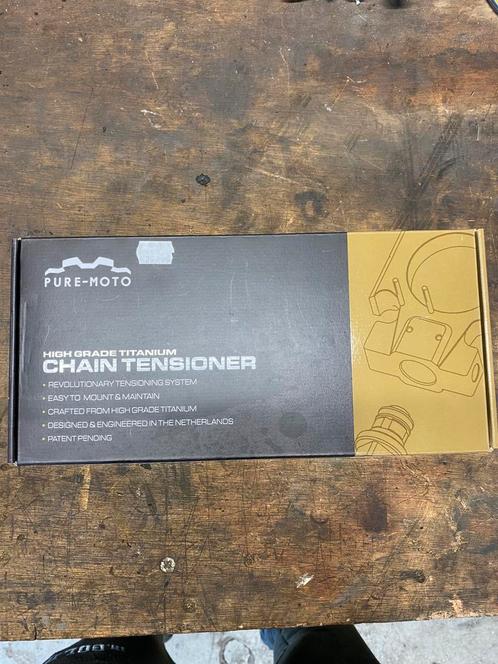 PURE-MOTO
HIGH GRADE TITANIUM
CHAIN TENSIONER
• REVOLUTIONARY TENSIONING SYSTEM
• EASY TO MOUNT & MAINTAIN
• CRAFTED FROM HIGH GRADE TITANIUM
• DESIGNED & ENGINEERED IN THE NETHERLANDS
• PATENT PENDING